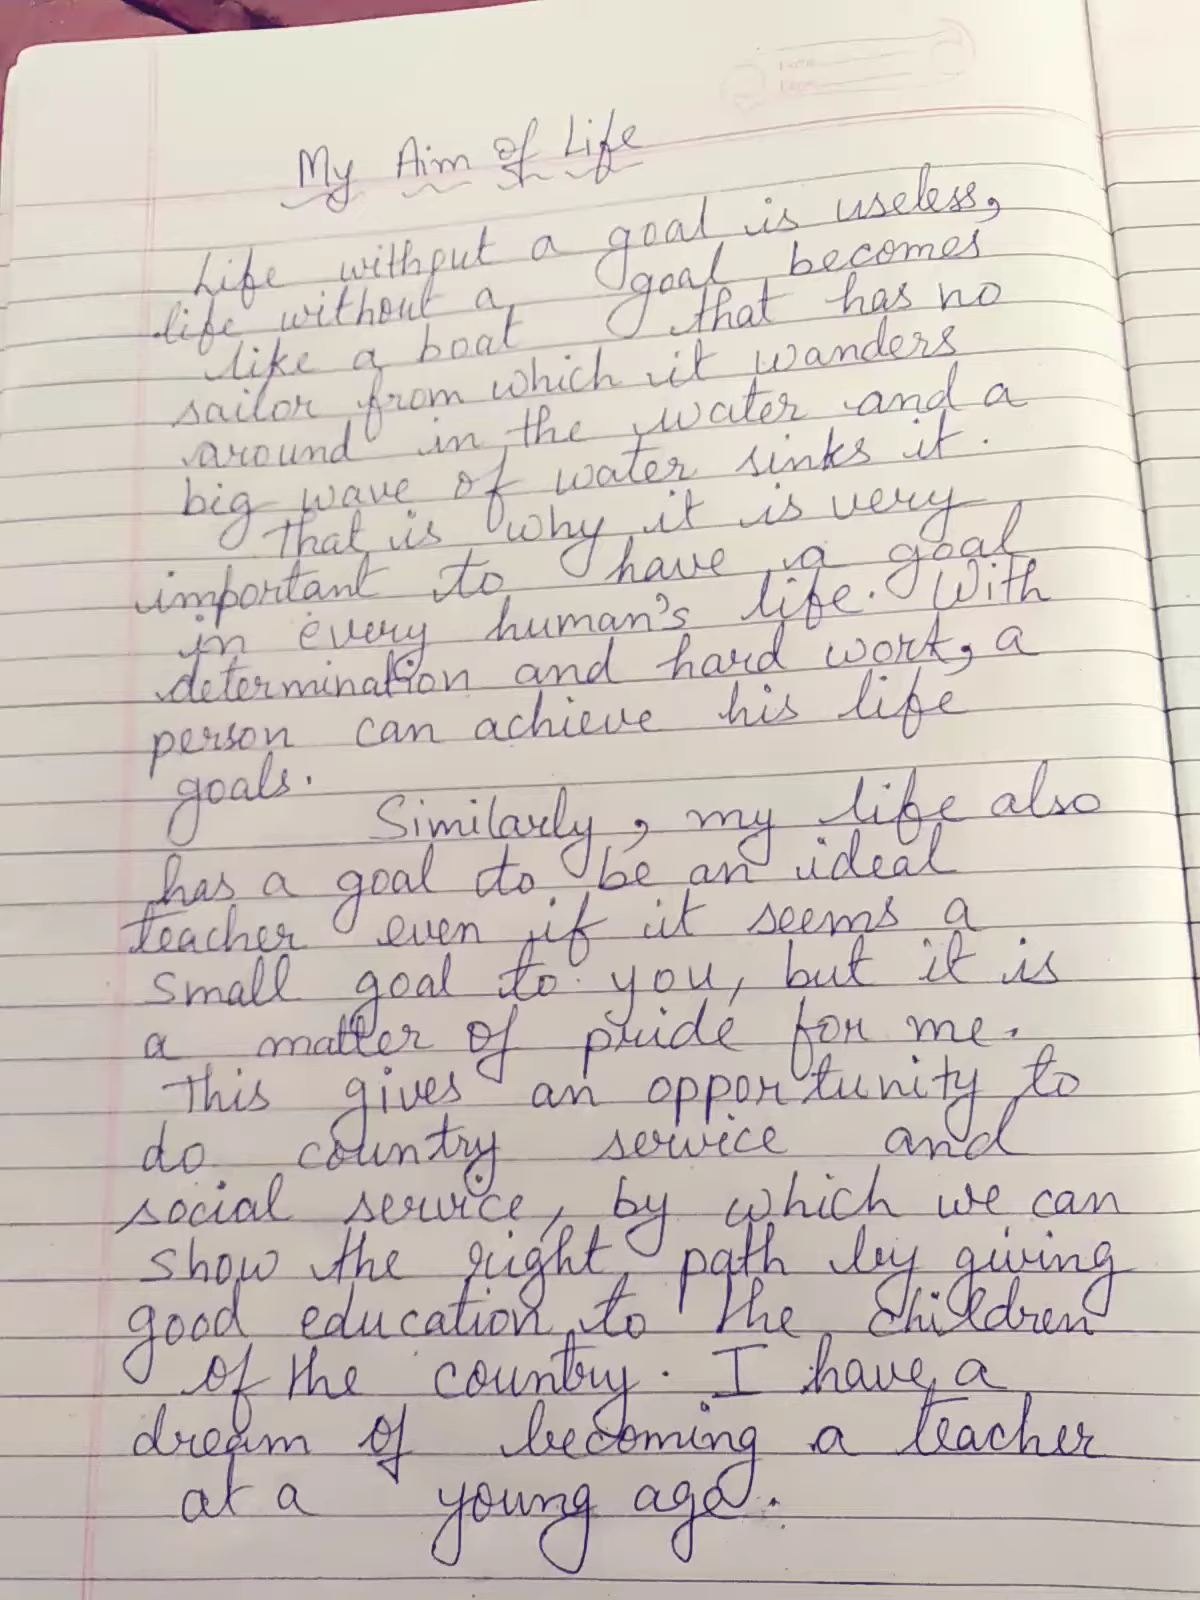 My Aim of Life
Life without a goal is useless,
life without a goal becomes
like a boat that has no
sailor from which it wanders
around in the water and a
big wave of water sinks it.
That is why it is very
important to have a goal
in every human's life. With
determination and hard work, a
person can achieve his life
goals.
Similarly, my life also
has a goal to be an ideal
teacher even if it seems a
small goal to you, but it is
a matter of pride for me.
This gives an opportunity to
do country service and
social service, by which we can
show the right path by giving
good education to the children
of the country. I have a
dream of becoming a teacher
at a young age.